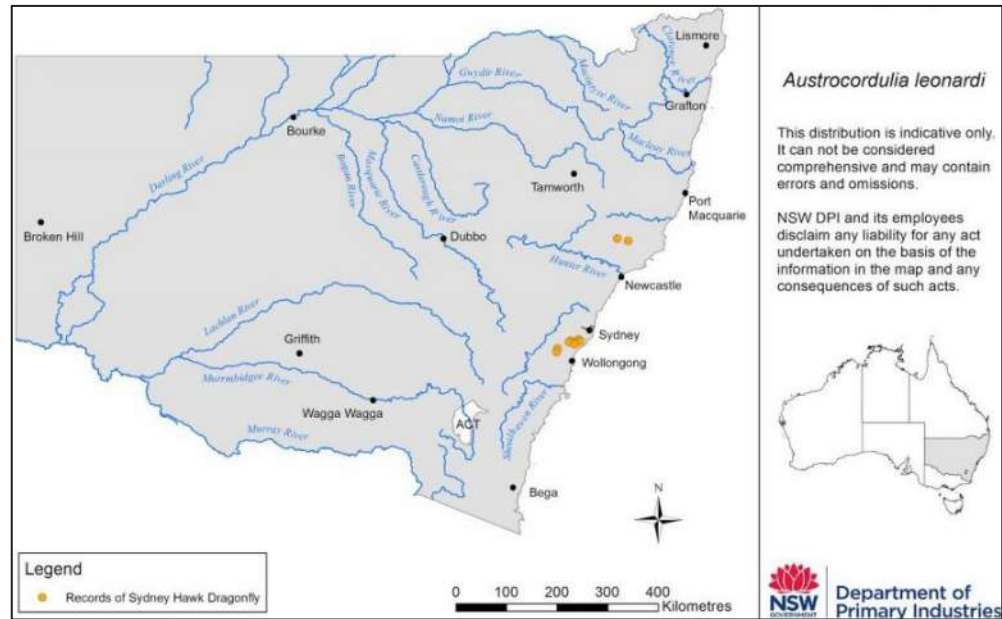 Lismore
Clarence River
Macintyre River
Gwydir River
Grafton
Namoi River
Bourke
Macleay River
Darling River
Bogan River
Macquarie River
Castlereagh River
Tamworth
Port
Macquarie
Broken Hill
Dubbo
Hunter River
Newcastle
Lachlan River
Sydney
Griffith
Wollongong
Murrmbidgee River
Wagga Wagga
ACT
Shoalhaven River
Murray River
Bega
N
Legend
Records of Sydney Hawk Dragonfly
0 100 200 300 400
Kilometres
Austrocordulia leonardi
This distribution is indicative only.
It can not be considered
comprehensive and may contain
errors and omissions.
NSW DPI and its employees
disclaim any liability for any act
undertaken on the basis of the
information in the map and any
consequences of such acts.
NSW
GOVERNMENT
Department of
Primary Industries